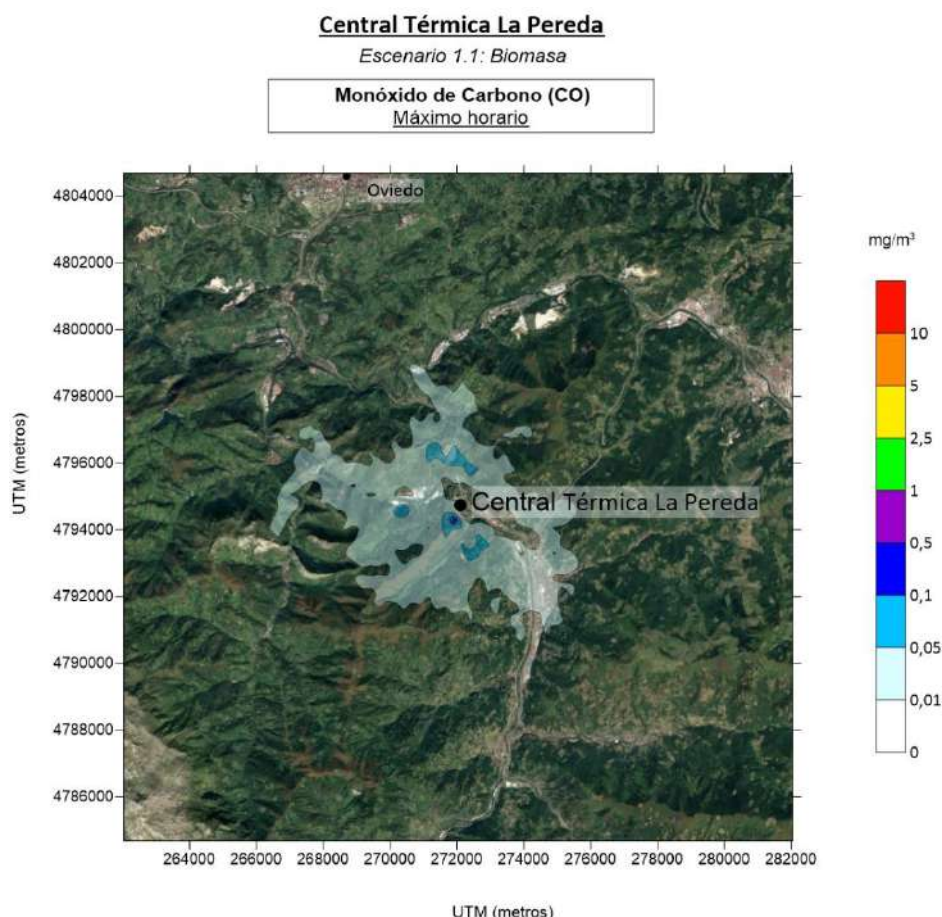 Central Térmica La Pereda
Escenario 1.1: Biomasa
Monóxido de Carbono (CO)
Máximo horario
4804000
4802000
4800000
4798000
4796000
4794000
4792000
4790000
4788000
4786000
UTM (metros)
Oviedo
Central Térmica La Pereda
264000 266000 268000 270000 272000 274000 276000 278000 280000 282000
UTM (metros)
mg/m³
10
5
2,5
1
0,5
0,1
0,05
0,01
0